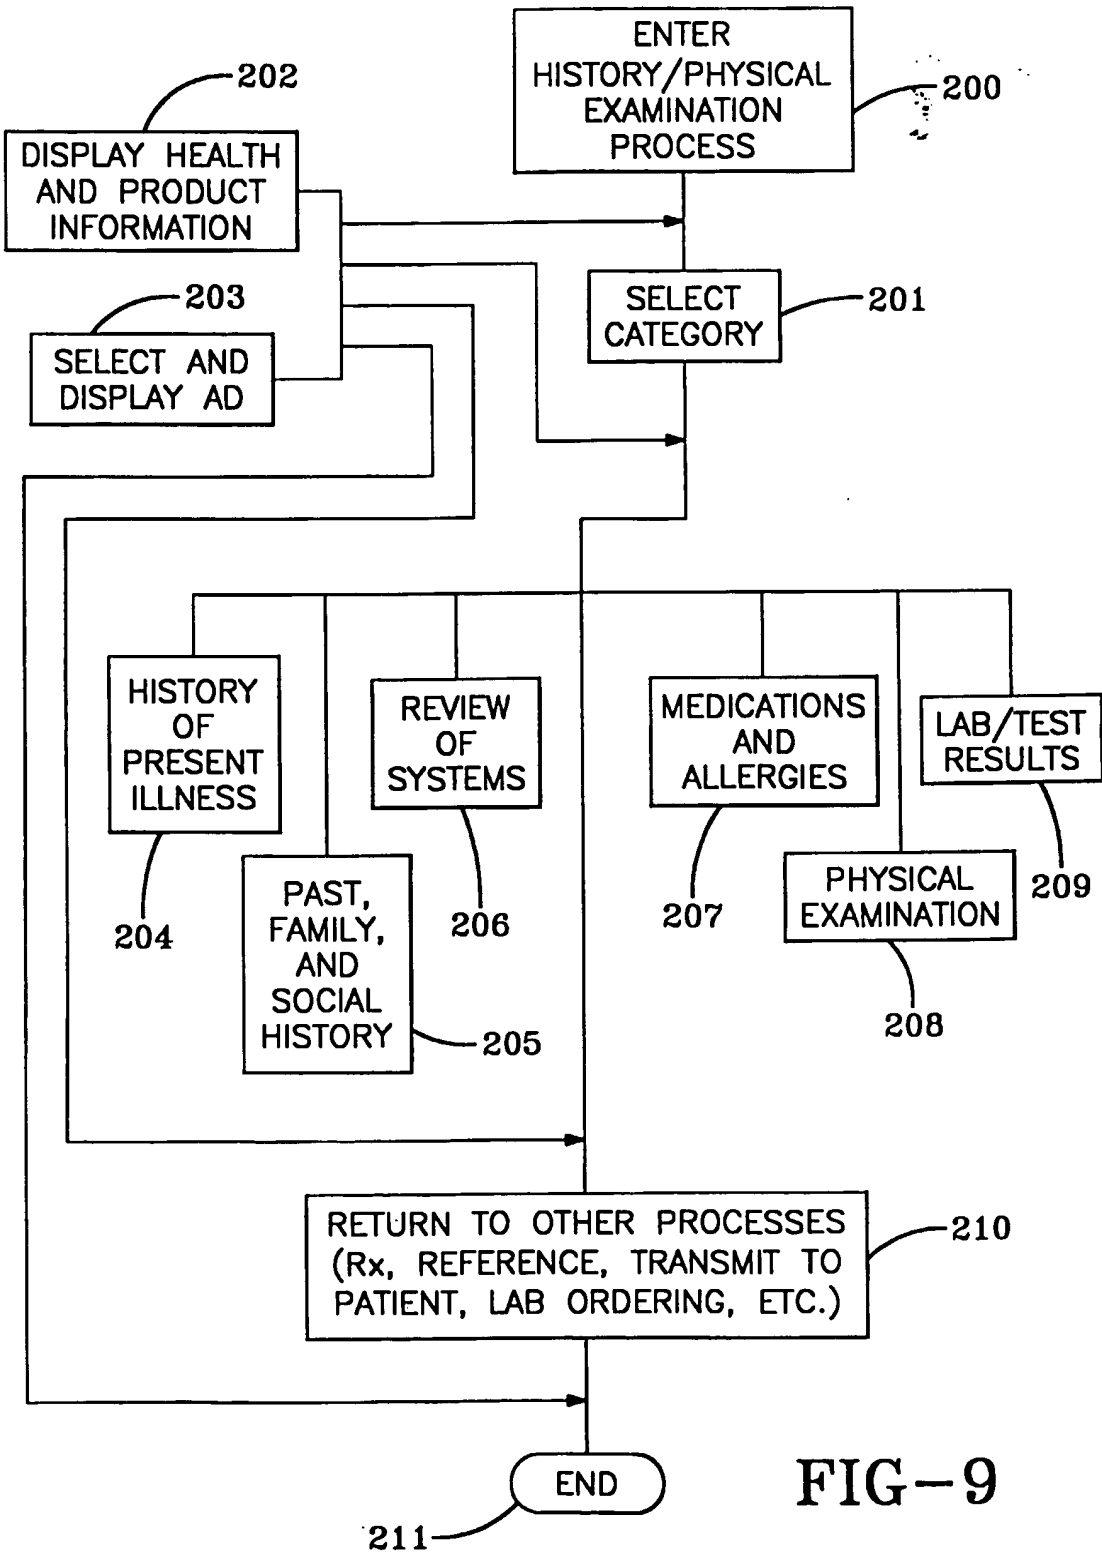 ENTER
HISTORY/PHYSICAL
EXAMINATION
PROCESS
200
202
DISPLAY HEALTH
AND PRODUCT
INFORMATION
203
SELECT AND
DISPLAY AD
SELECT
CATEGORY
201
HISTORY
OF
PRESENT
ILLNESS
204
PAST,
FAMILY,
AND
SOCIAL
HISTORY
205
REVIEW
OF
SYSTEMS
206
MEDICATIONS
AND
ALLERGIES
207
PHYSICAL
EXAMINATION
208
LAB/TEST
RESULTS
209
RETURN TO OTHER PROCESSES
(Rx, REFERENCE, TRANSMIT TO
PATIENT, LAB ORDERING, ETC.)
210
END
211
FIG-9